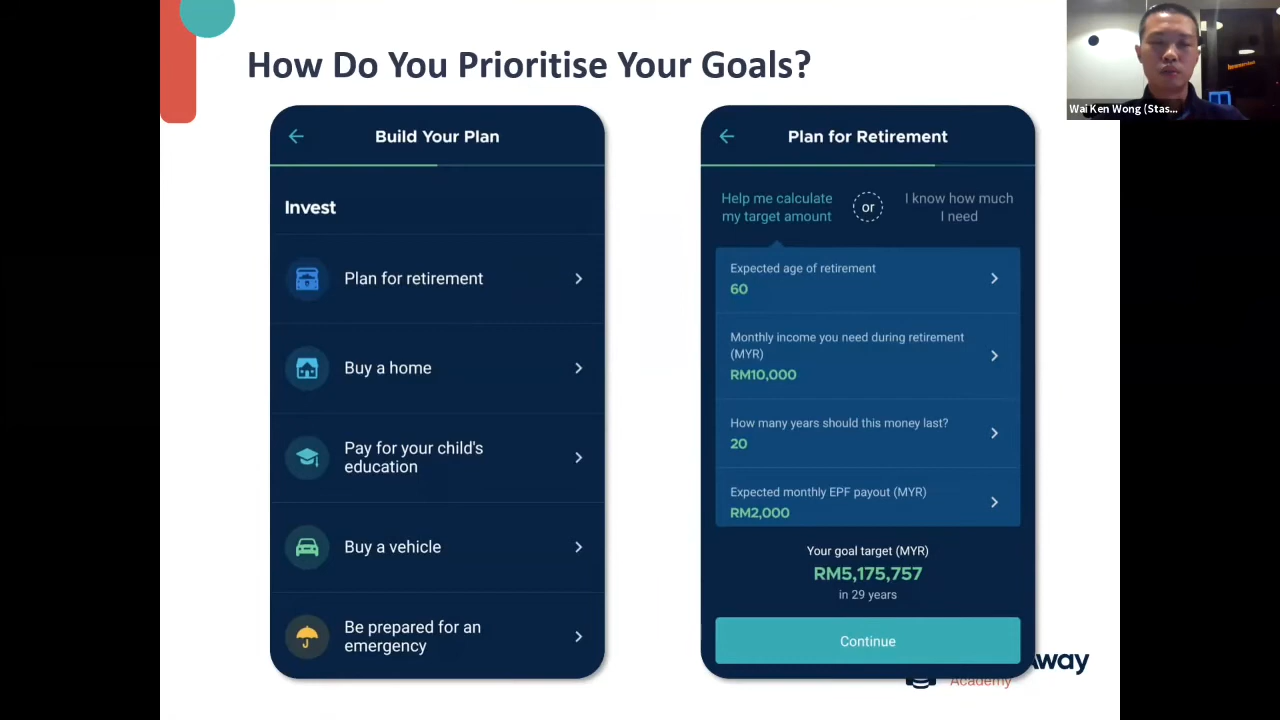 How Do You Prioritise Your Goals?
Wai Ken Wong (Stas...
Build Your Plan
Invest
Plan for retirement
Buy a home
Pay for your child's
education
Buy a vehicle
Be prepared for an
emergency
Plan for Retirement
Help me calculate
my target amount
or
I know how much
I need
Expected age of retirement
60
Monthly income you need during retirement
(MYR)
RM10,000
How many years should this money last?
20
Expected monthly EPF payout (MYR)
RM2,000
Your goal target (MYR)
RM5,175,757
in 29 years
Continue
Away
Academy